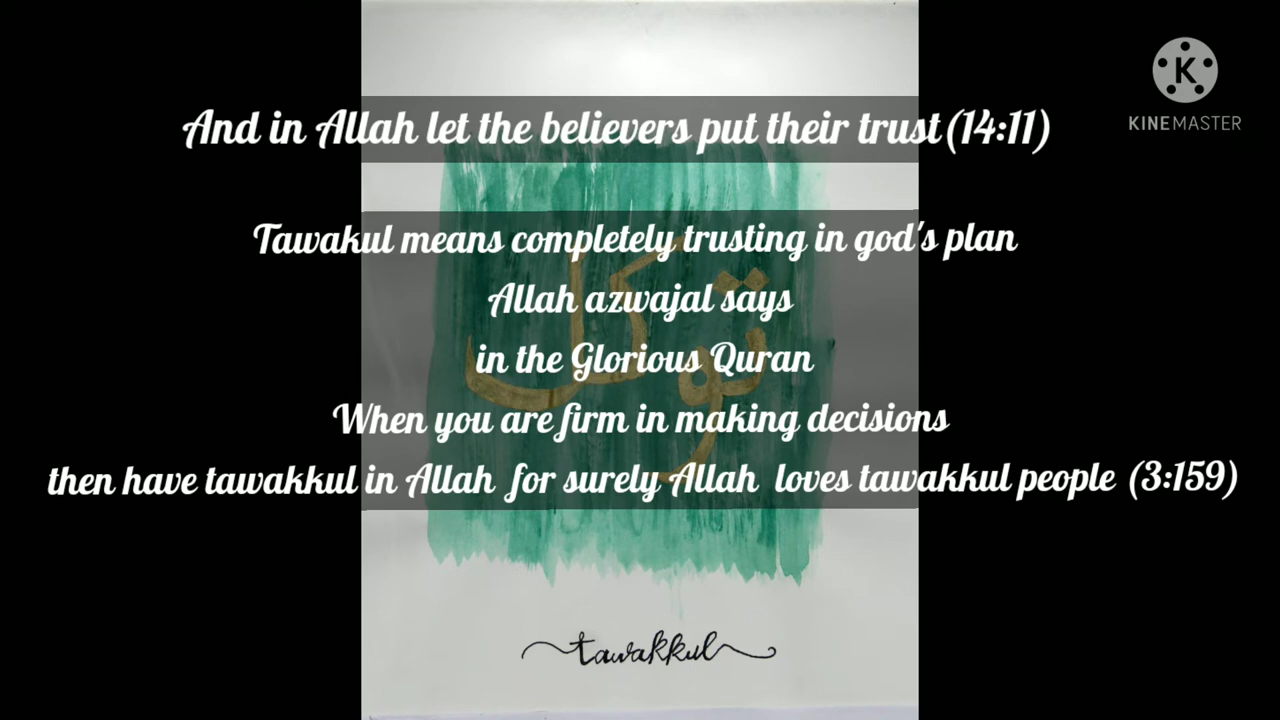 And in Allah let the believers put their trust(14:11)
K
KINEMASTER
Tawakul means completely trusting in god's plan
Allah azwajal says
in the Glorious Quran
When you are firm in making decisions
then have tawakkul in Allah for surely Allah loves tawakkul people (3:159)
توكل
tawakkul